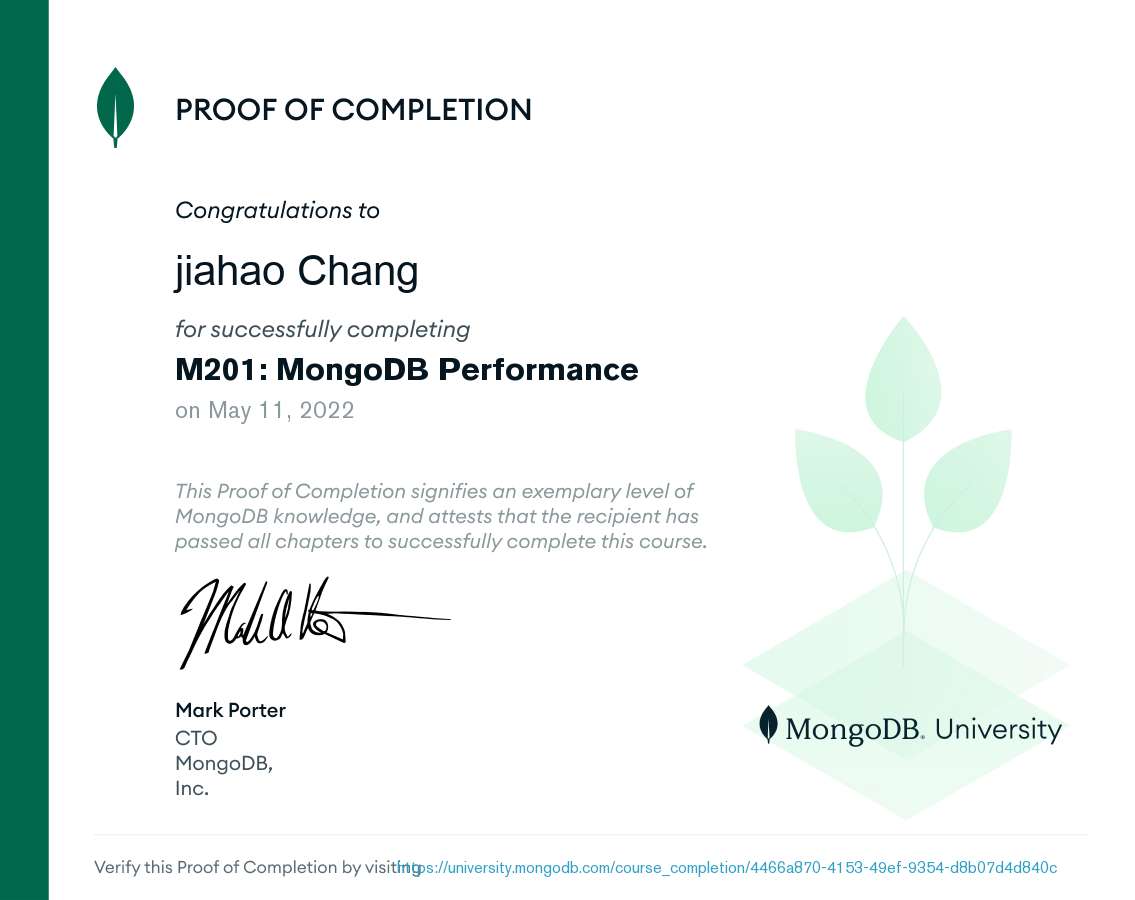 PROOF OF COMPLETION
Congratulations to
jiahao Chang
for successfully completing
M201: MongoDB Performance
on May 11, 2022
This Proof of Completion signifies an exemplary level of
MongoDB knowledge, and attests that the recipient has
passed all chapters to successfully complete this course.
Mark Porter
CTO
MongoDB,
Inc.
MongoDB. University
Verify this Proof of Completion by visiting https://university.mongodb.com/course_completion/4466a870-4153-49ef-9354-d8b07d4d840c